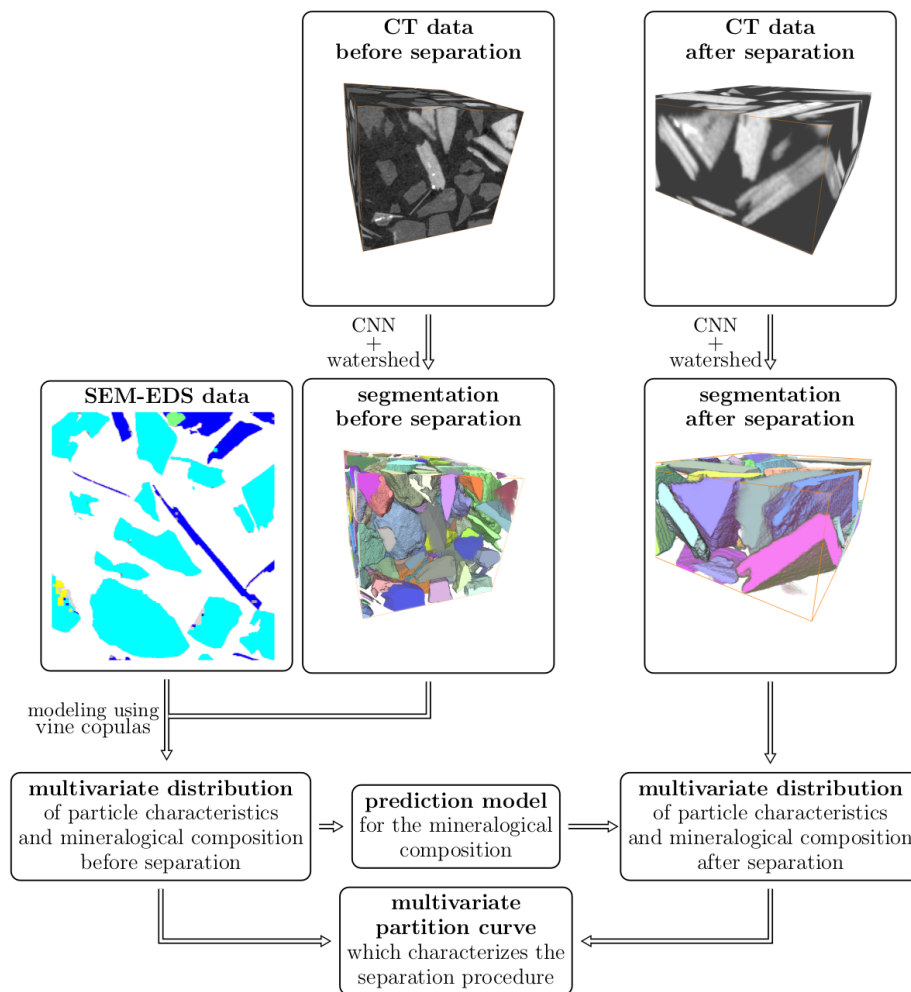 CT data
before separation
CT data
after separation
CNN
+
watershed
CNN
+
watershed
SEM-EDS data
segmentation
before separation
segmentation
after separation
modeling using
vine copulas
multivariate distribution
of particle characteristics
and mineralogical composition
before separation
prediction model
for the mineralogical
composition
multivariate distribution
of particle characteristics
and mineralogical composition
after separation
multivariate
partition curve
which characterizes the
separation procedure